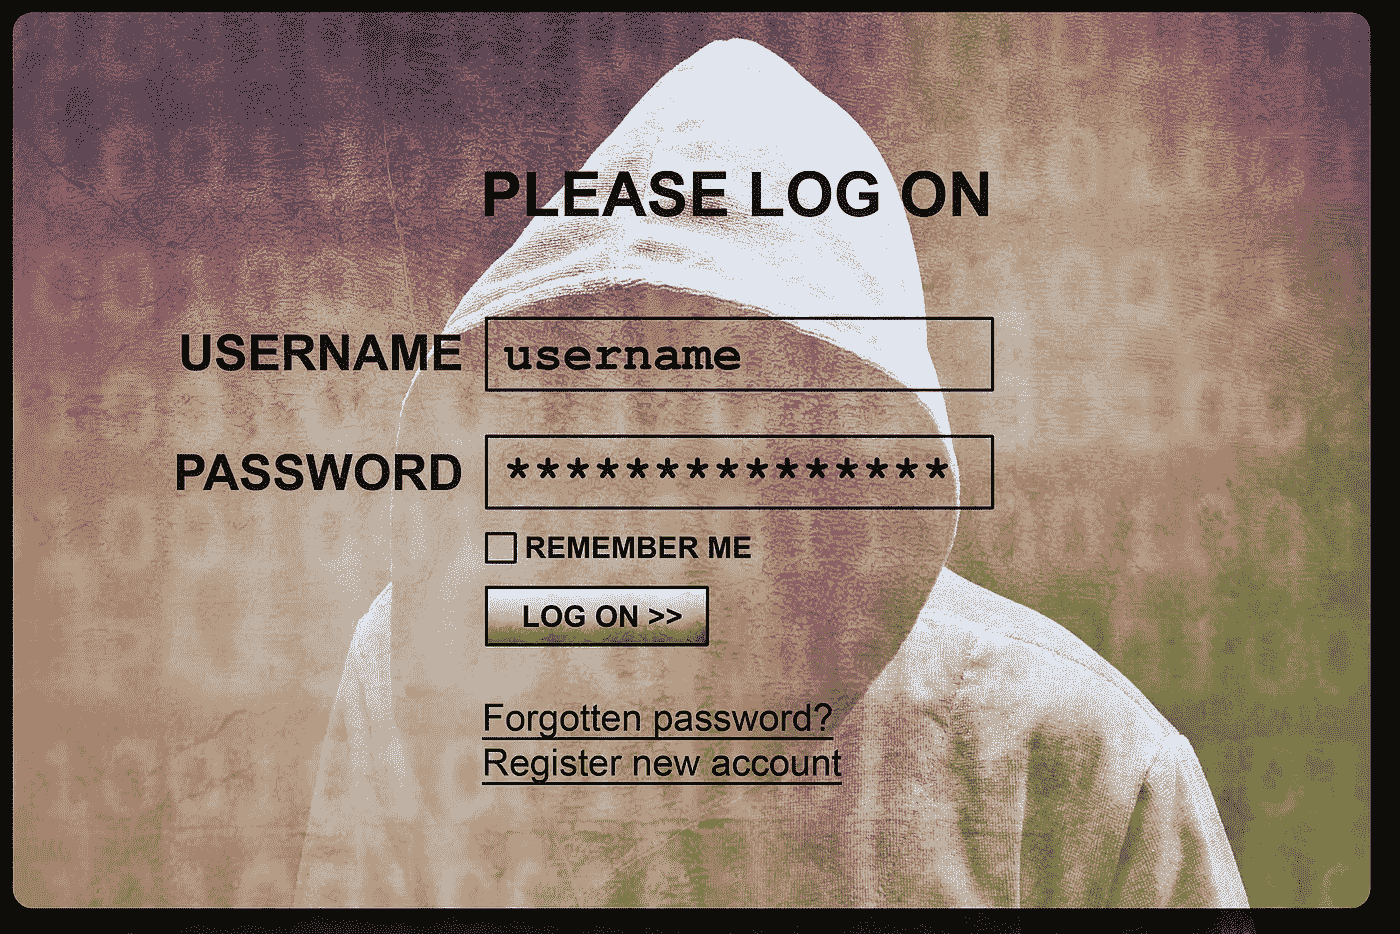 PLEASE LOG ON
USERNAME username
PASSWORD ***************
REMEMBER ME
LOG ON >>
Forgotten password?
Register new account